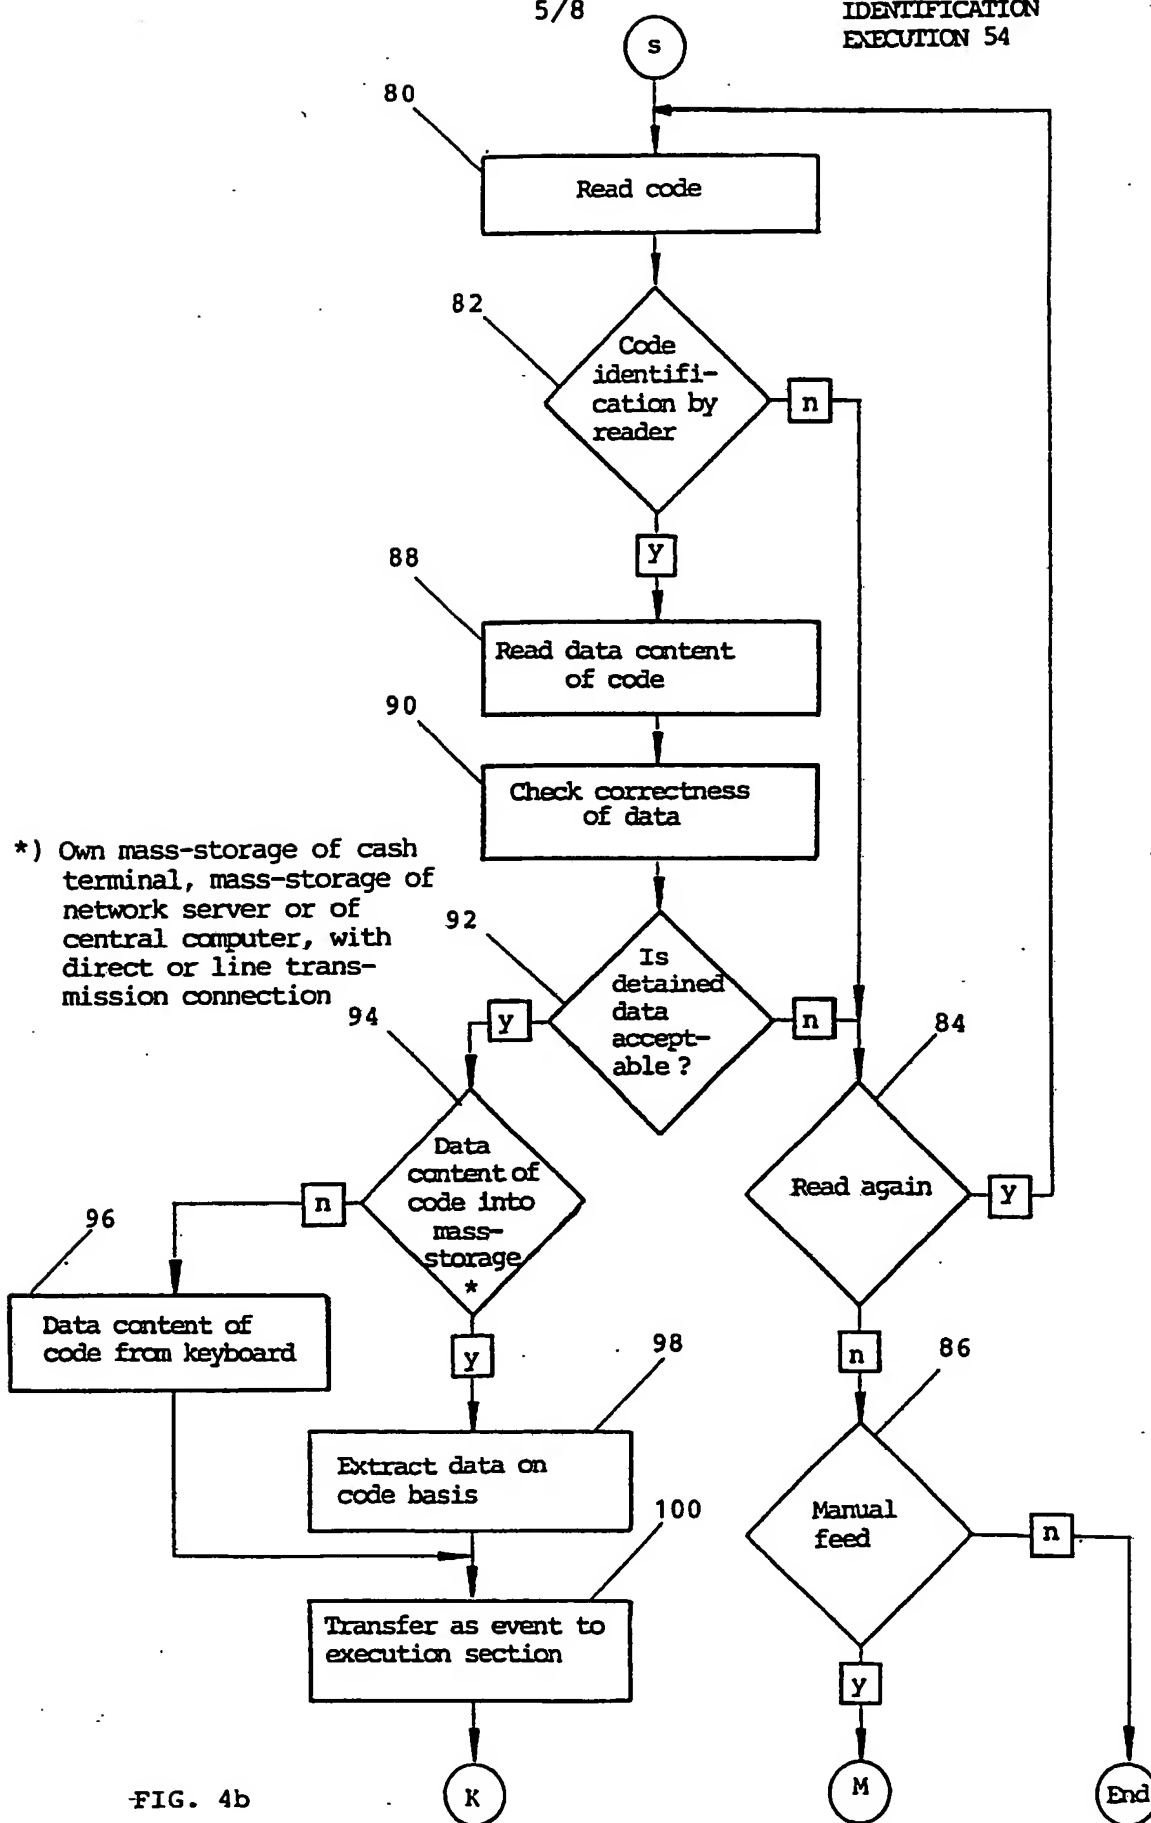 5/8
IDENTIFICATION
EXECUTION 54
s
80
Read code
82
Code
identifi-
cation by
reader
n
y
88
Read data content
of code
90
Check correctness
of data
*) Own mass-storage of cash
terminal, mass-storage of
network server or of
central computer, with
direct or line trans-
mission connection
92
Is
detained
data
accept-
able ?
y
n
94
84
Data
content of
code into
mass-
storage
*
n
y
Read again
y
n
96
Data content of
code from keyboard
98
Extract data on
code basis
86
Manual
feed
n
y
100
Transfer as event to
execution section
K
M
End
FIG. 4b